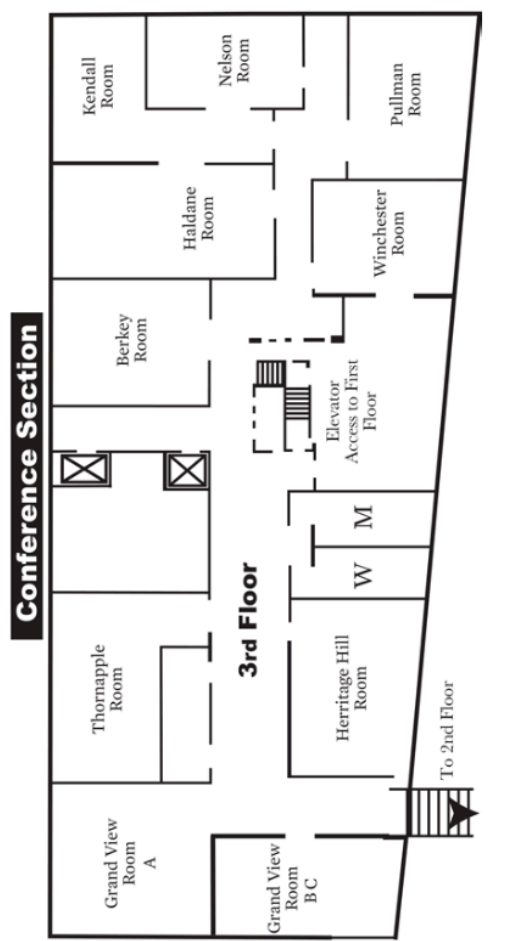 Conference Section
Kendall
Room
Nelson
Room
Pullman
Room
Haldane
Room
Winchester
Room
Berkey
Room
Elevator
Access to First
Floor
M
W
3rd Floor
Thornapple
Room
Herritage Hill
Room
To 2nd Floor
Grand View
Room
A
Grand View
Room
B C